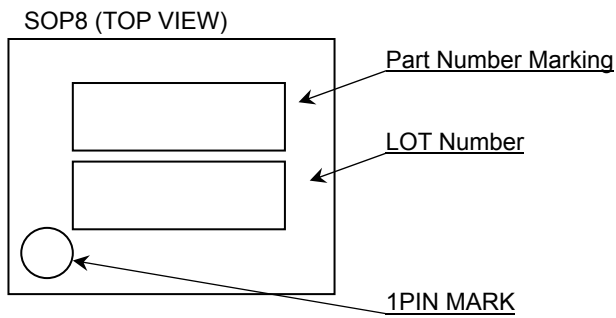 SOP8 (TOP VIEW)
Part Number Marking
LOT Number
1PIN MARK